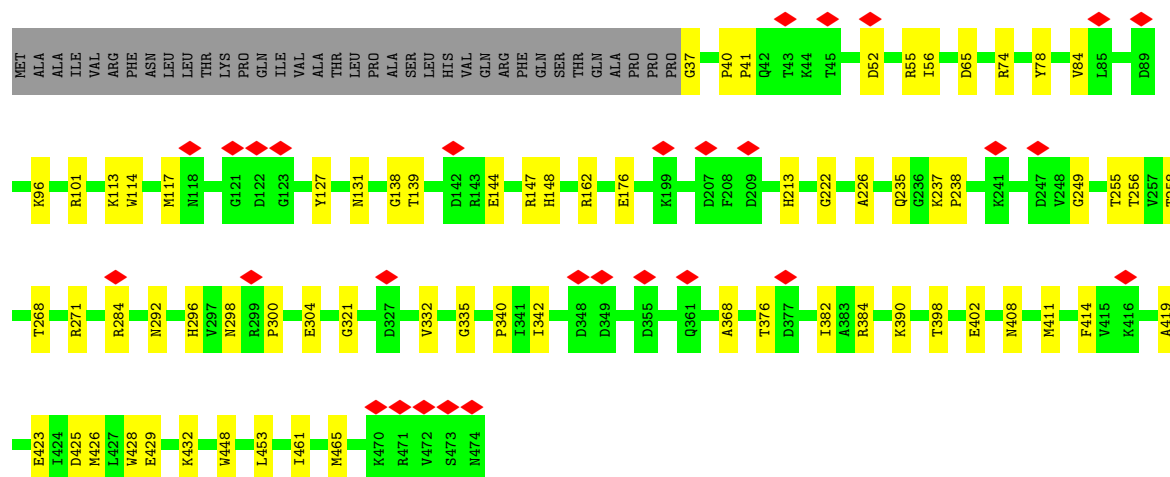 MET ALA ALA ILE VAL ARG PHE ASN LEU LEU THR LYS PRO GLN ILE VAL ALA THR LEU PRO ALA SER LEU HIS VAL GLN ARG PHE GLN SER THR GLN ALA PRO PRO PRO G37 P40 P41 Q42 T43 K44 T45 D52 R55 I56 D65 R74 Y78 V84 L85 D89
K96 R101 K113 W114 M117 N118 G121 D122 G123 Y127 N131 G138 T139 D142 R143 E144 R147 H148 R162 E176 K199 D207 F208 D209 H213 G222 A226 Q235 G236 K237 P238 K241 D247 V248 G249 T255 T256 V257
T268 R271 R284 N292 H296 V297 N298 R299 P300 E304 G321 D327 V332 G335 P340 I341 I342 D348 D349 D355 Q361 A368 T376 D377 I382 A383 R384 K390 T398 E402 N408 M411 F414 V415 K416 A419
E423 I424 D425 M426 L427 W428 E429 K432 W448 L453 I461 M465 K470 R471 V472 S473 N474